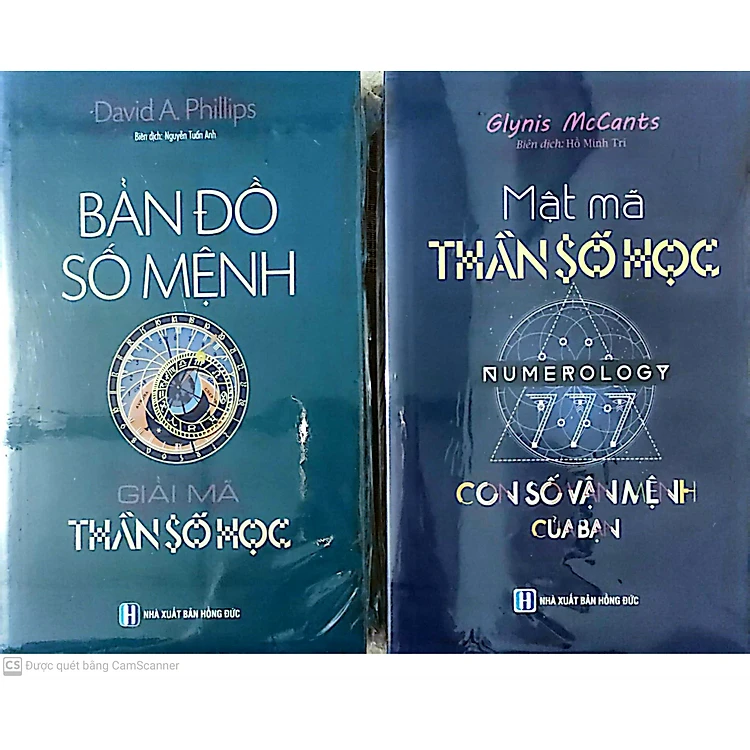 David A. Phillips
Biên dịch: Nguyễn Tuấn Anh
BẢN ĐỒ
SỐ MỆNH
GIẢI MÃ
THẦN SỐ HỌC
NHÀ XUẤT BẢN HỒNG ĐỨC
Glynis McCants
Biên dịch: Hồ Minh Trí
Mật mã
THẦN SỐ HỌC
NUMEROLOGY
777
CON SỐ VẬN MỆNH
CỦA BẠN
NHÀ XUẤT BẢN HỒNG ĐỨC
CS Được quét bằng CamScanner